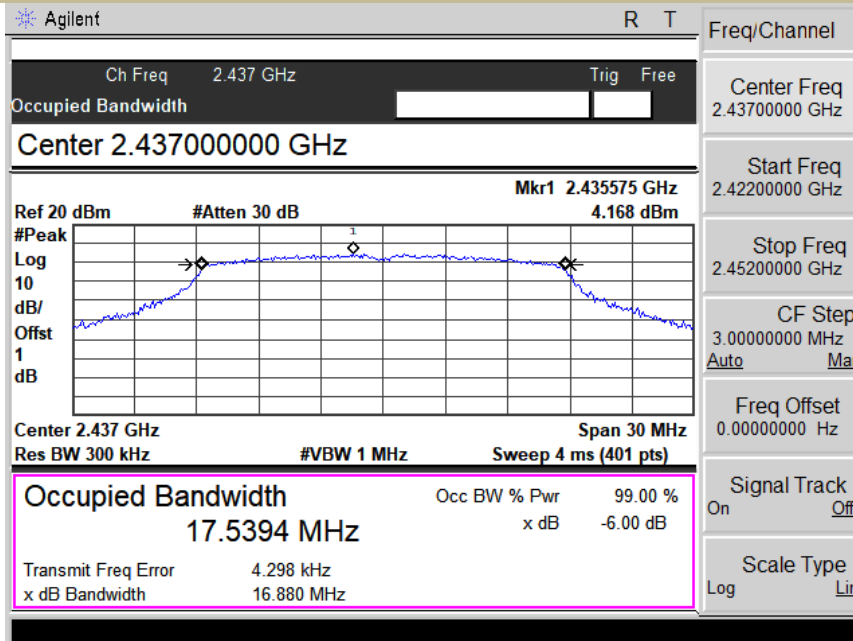 Agilent R T
Ch Freq 2.437 GHz Trig Free
Occupied Bandwidth
Center 2.437000000 GHz
Mkr1 2.435575 GHz
Ref 20 dBm #Atten 30 dB 4.168 dBm
#Peak
Log
10
dB/
Offst
1
dB
1
Center 2.437 GHz Span 30 MHz
Res BW 300 kHz #VBW 1 MHz Sweep 4 ms (401 pts)
Occupied Bandwidth
17.5394 MHz
Occ BW % Pwr 99.00 %
x dB -6.00 dB
Transmit Freq Error 4.298 kHz
x dB Bandwidth 16.880 MHz
Freq/Channel
Center Freq
2.43700000 GHz
Start Freq
2.42200000 GHz
Stop Freq
2.45200000 GHz
CF Step
3.00000000 MHz
Auto Ma
Freq Offset
0.00000000 Hz
Signal Track
On Off
Scale Type
Log Lin